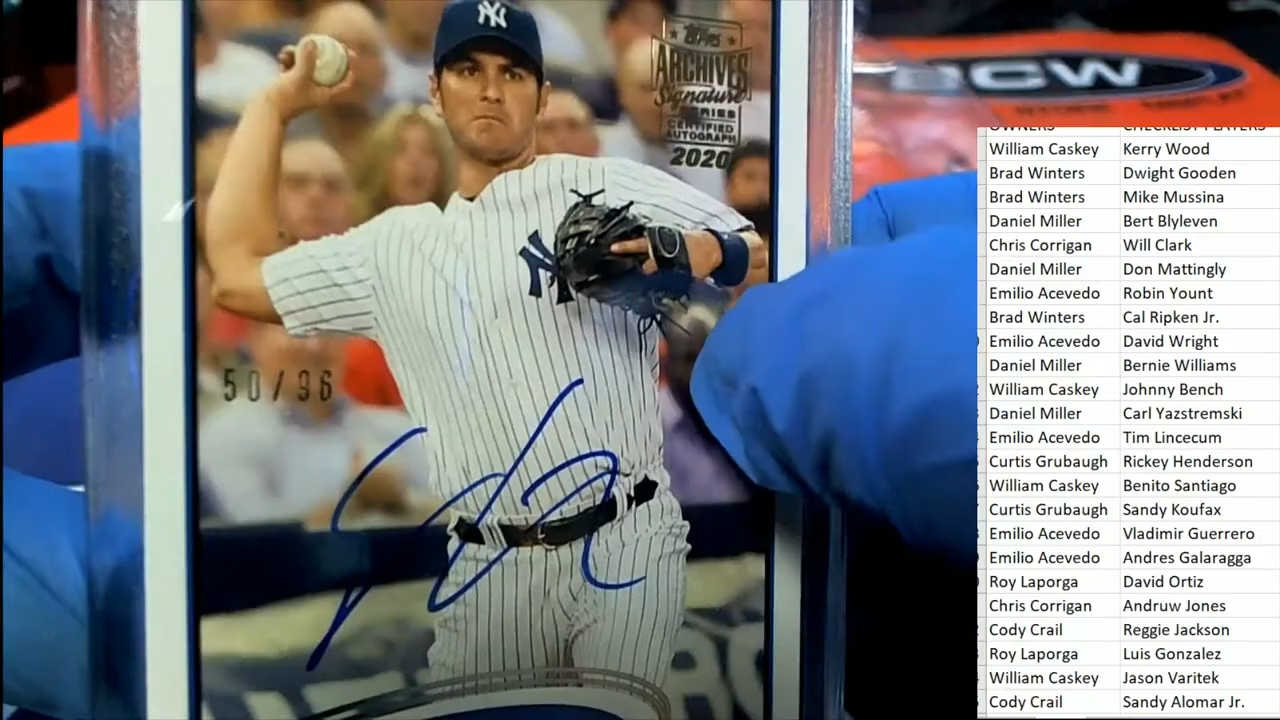 NY
TOPPS
ARCHIVES
Signature
SERIES
CERTIFIED
AUTOGRAPH
2020
NY
50/96
BCW
OWNERS CHECKLIST PLAYERS
William Caskey Kerry Wood
Brad Winters Dwight Gooden
Brad Winters Mike Mussina
Daniel Miller Bert Blyleven
Chris Corrigan Will Clark
Daniel Miller Don Mattingly
Emilio Acevedo Robin Yount
Brad Winters Cal Ripken Jr.
Emilio Acevedo David Wright
Daniel Miller Bernie Williams
William Caskey Johnny Bench
Daniel Miller Carl Yazstremski
Emilio Acevedo Tim Lincecum
Curtis Grubaugh Rickey Henderson
William Caskey Benito Santiago
Curtis Grubaugh Sandy Koufax
Emilio Acevedo Vladimir Guerrero
Emilio Acevedo Andres Galaragga
Roy Laporga David Ortiz
Chris Corrigan Andruw Jones
Cody Crail Reggie Jackson
Roy Laporga Luis Gonzalez
William Caskey Jason Varitek
Cody Crail Sandy Alomar Jr.